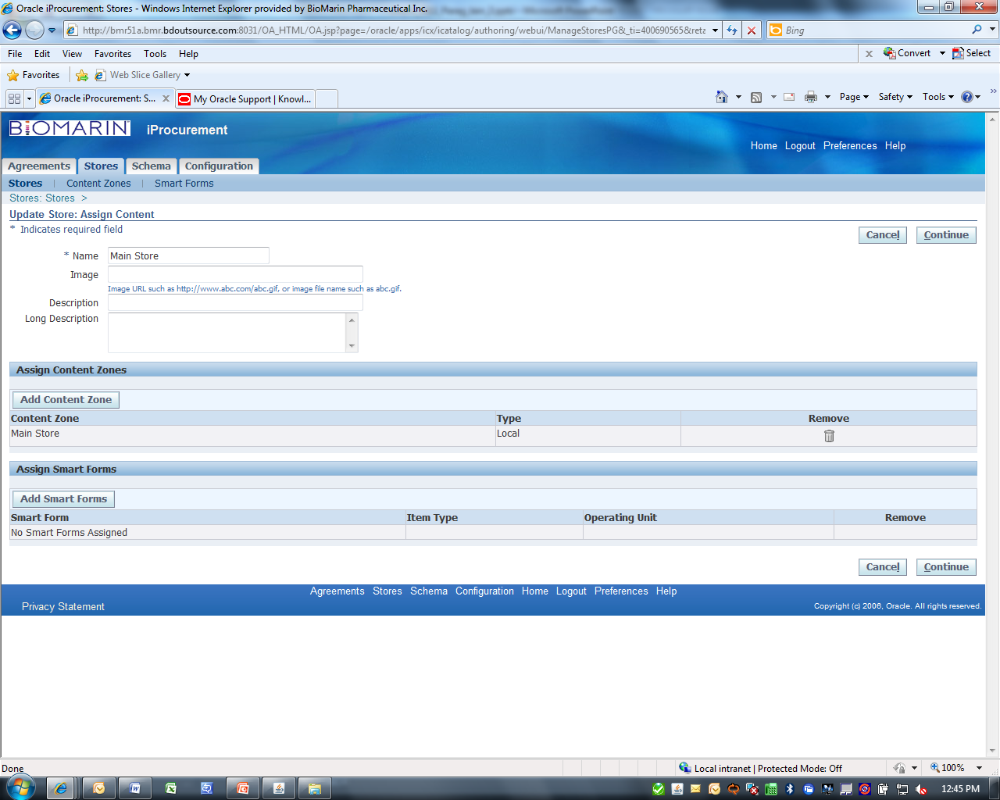 Oracle iProcurement: Stores - Windows Internet Explorer provided by BioMarin Pharmaceutical Inc.
http://bmr51a.bmr.bdoutsource.com:8031/OA_HTML/OA.jsp?page=/oracle/apps/icx/icatalog/authoring/webui/ManageStoresPG&_ti=400690565&reta
Bing
File Edit View Favorites Tools Help
x Convert Select
Favorites Web Slice Gallery
Oracle iProcurement: S... x My Oracle Support | Knowl...
Page Safety Tools
BIOMARIN iProcurement
Home Logout Preferences Help
Agreements Stores Schema Configuration
Stores | Content Zones | Smart Forms
Stores: Stores >
Update Store: Assign Content
* Indicates required field
Cancel Continue
* Name Main Store
Image
Image URL such as http://www.abc.com/abc.gif, or image file name such as abc.gif.
Description
Long Description
Assign Content Zones
Add Content Zone
Content Zone Type Remove
Main Store Local
Assign Smart Forms
Add Smart Forms
Smart Form Item Type Operating Unit Remove
No Smart Forms Assigned
Cancel Continue
Agreements Stores Schema Configuration Home Logout Preferences Help
Privacy Statement
Copyright (c) 2006, Oracle. All rights reserved.
Done
Local intranet | Protected Mode: Off
100%
12:45 PM